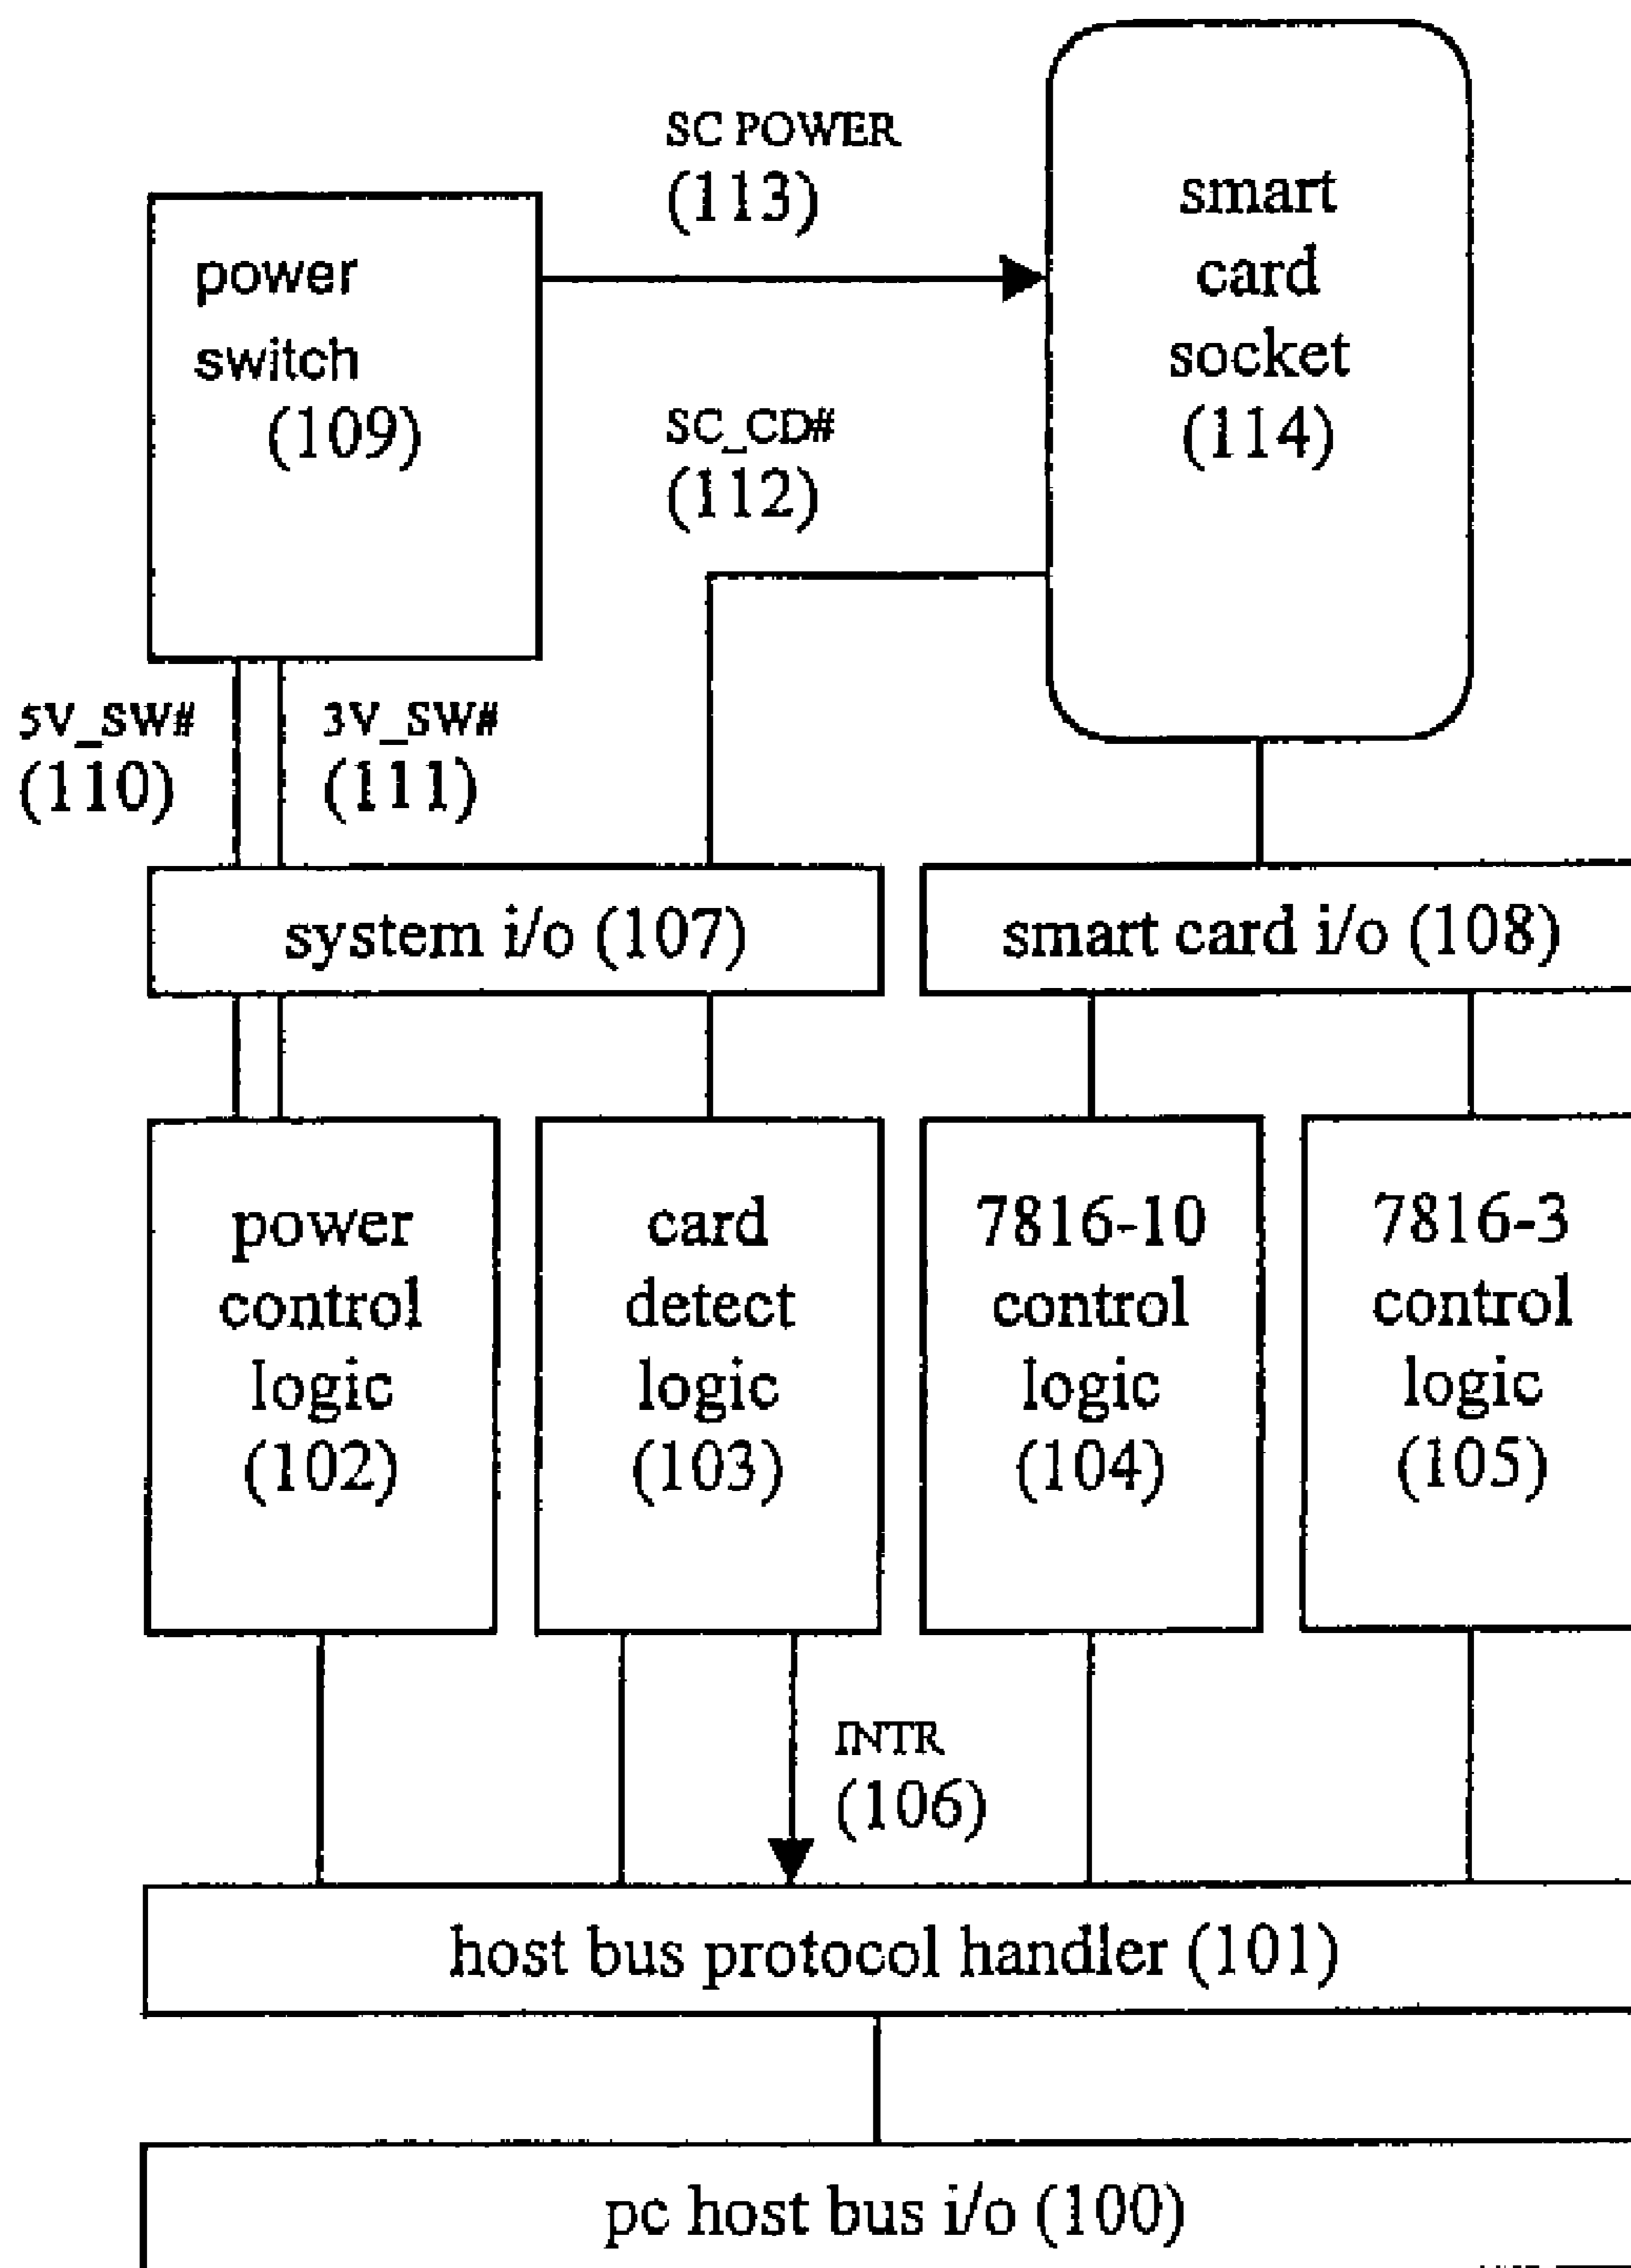 SC POWER
(113)
smart
card
socket
(114)
power
switch
(109)
SC_CD#
(112)
5V_SW#
(110)
3V_SW#
(111)
system i/o (107)
smart card i/o (108)
power
control
logic
(102)
card
detect
logic
(103)
7816-10
control
logic
(104)
7816-3
control
logic
(105)
INTR
(106)
host bus protocol handler (101)
pc host bus i/o (100)